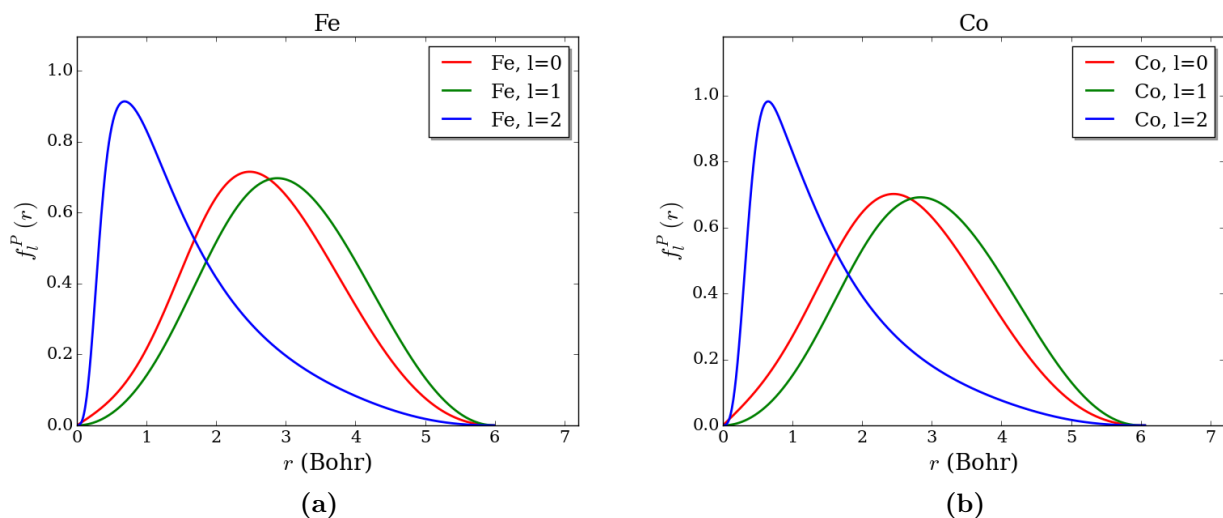 Fe
1.0
0.8
0.6
0.4
0.2
0.0
f_l^P(r)
Fe, l=0
Fe, l=1
Fe, l=2
0 1 2 3 4 5 6 7
r (Bohr)
(a)
Co
1.0
0.8
0.6
0.4
0.2
0.0
f_l^P(r)
Co, l=0
Co, l=1
Co, l=2
0 1 2 3 4 5 6 7
r (Bohr)
(b)